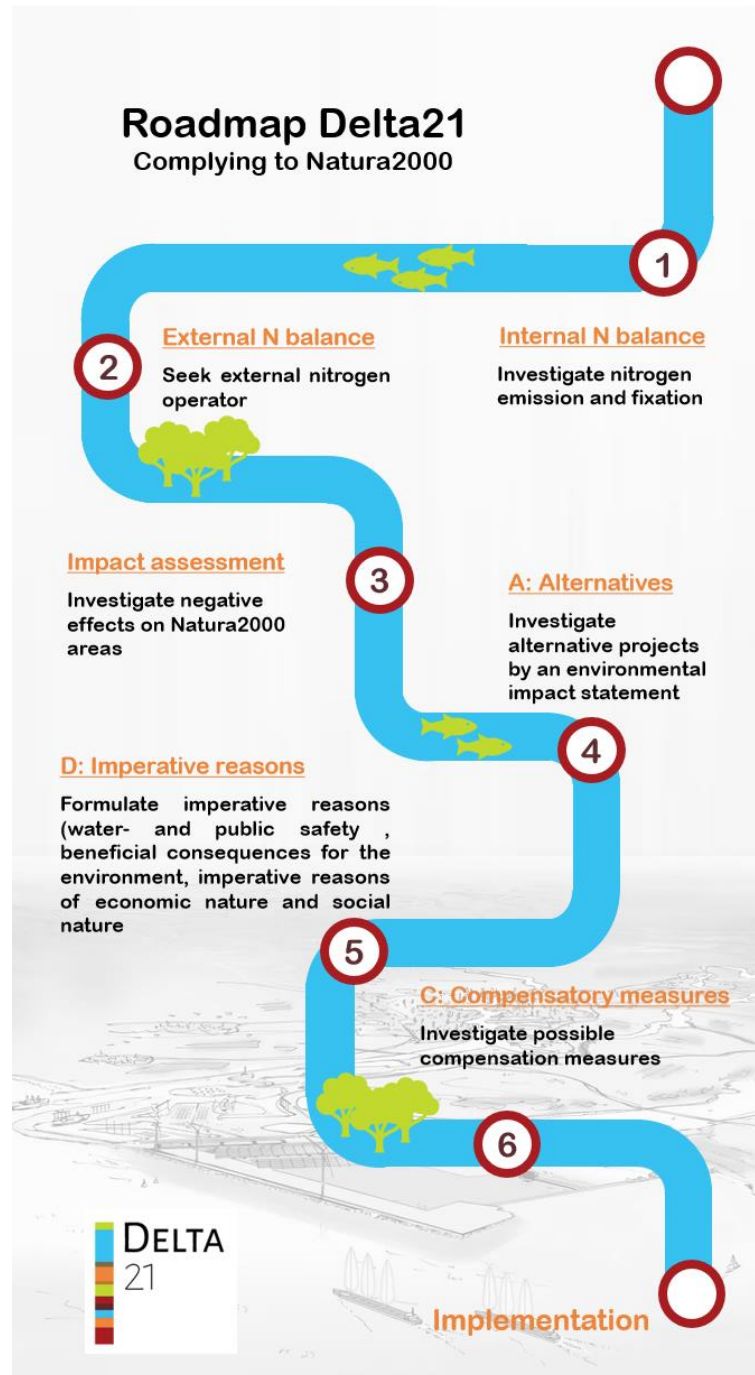 Roadmap Delta21
Complying to Natura2000
1
Internal N balance
Investigate nitrogen
emission and fixation
2
External N balance
Seek external nitrogen
operator
3
Impact assessment
Investigate negative
effects on Natura2000
areas
A: Alternatives
Investigate
alternative projects
by an environmental
impact statement
4
D: Imperative reasons
Formulate imperative reasons
(water- and public safety ,
beneficial consequences for the
environment, imperative reasons
of economic nature and social
nature
5
C: Compensatory measures
Investigate possible
compensation measures
6
DELTA
21
Implementation